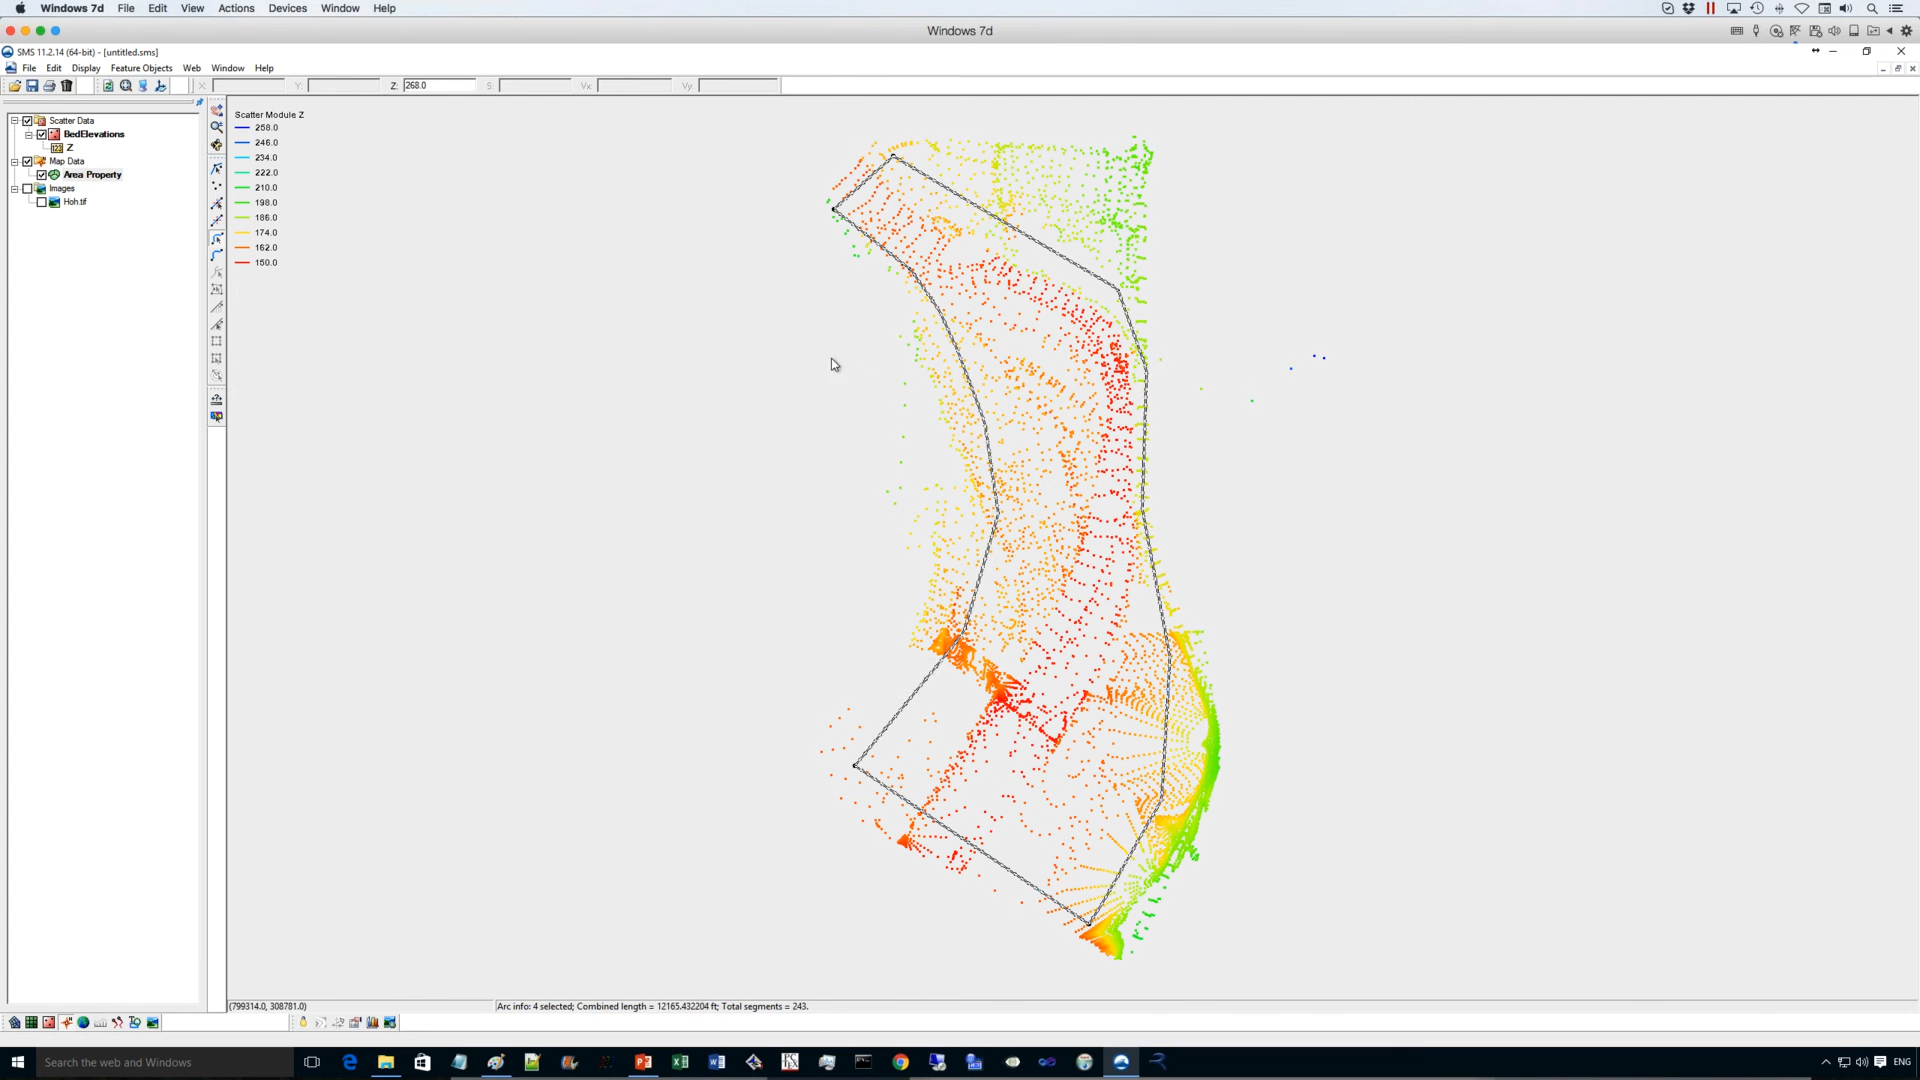 Windows 7d File Edit View Actions Devices Window Help
Windows 7d
SMS 11.2.14 (64-bit) - [untitled.sms]
File Edit Display Feature Objects Web Window Help
X: Y: Z: 268.0 S: Vx: Vy:
Scatter Data
BedElevations
Z
Map Data
Area Property
Images
Hoh.tif
Scatter Module Z
258.0
246.0
234.0
222.0
210.0
198.0
186.0
174.0
162.0
150.0
(799314.0, 308781.0) Arc info: 4 selected; Combined length = 12165.432204 ft; Total segments = 243.
Search the web and Windows
ENG